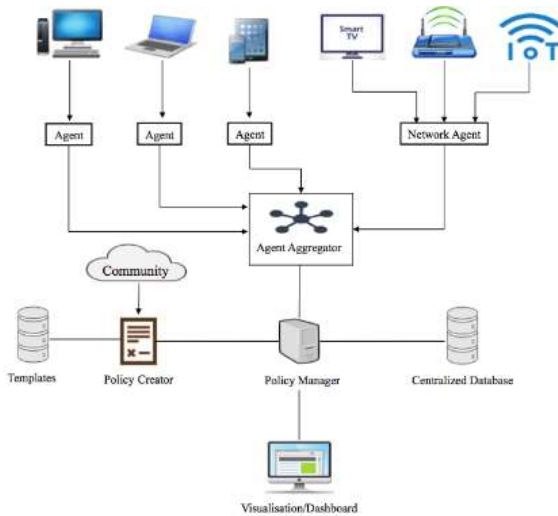 Smart
TV
IoT
Agent
Agent
Agent
Network Agent
Agent Aggregator
Community
Templates
Policy Creator
Policy Manager
Centralized Database
Visualisation/Dashboard